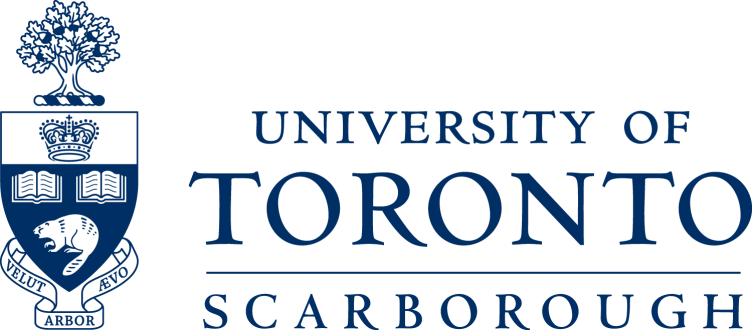 UNIVERSITY OF
TORONTO
SCARBOROUGH
VELUT
ARBOR
ÆVO